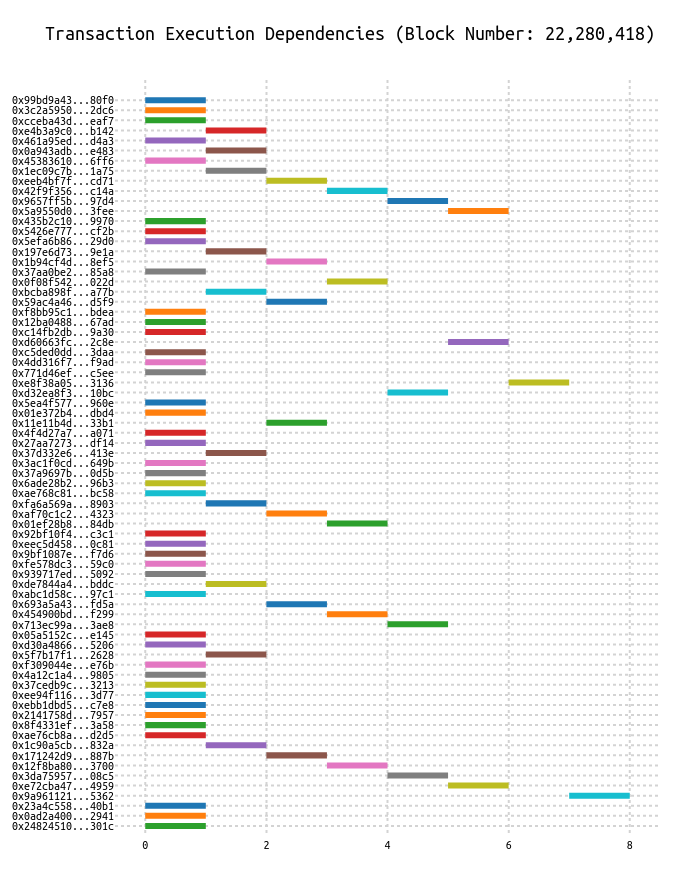 Transaction Execution Dependencies (Block Number: 22,280,418)
0x99bd9a43...80f0
0x3c2a5950...2dc6
0xcceba43d...eaf7
0xe4b3a9c0...b142
0x461a95ed...d4a3
0x0a943adb...e483
0x45383610...6ff6
0x1ec09c7b...1a75
0xeeb4bf7f...cd71
0x42f9f356...c14a
0x9657ff5b...97d4
0x5a9550d0...3fee
0x435b2c10...9970
0x5426e777...cf2b
0x5efa6b86...29d0
0x197e6d73...9e1a
0x1b94cf4d...8ef5
0x37aa0be2...85a8
0x0f08f542...022d
0xbcba898f...a77b
0x59ac4a46...d5f9
0xf8bb95c1...bdea
0x12ba0488...67ad
0xc14fb2db...9a30
0xd60663fc...2c8e
0xc5ded0dd...3daa
0x4dd316f7...f9ad
0x771d46ef...c5ee
0xe8f38a05...3136
0xd32ea8f3...10bc
0x5ea4f577...960e
0x01e372b4...dbd4
0x11e11b4d...33b1
0x4f4d27a7...a071
0x27aa7273...df14
0x37d332e6...413e
0x3ac1f0cd...649b
0x37a9697b...0d5b
0x6ade28b2...96b3
0xae768c81...bc58
0xfa6a569a...8903
0xaf70c1c2...4323
0x01ef28b8...84db
0x92bf10f4...c3c1
0xeec5d458...0c81
0x9bf1087e...f7d6
0xfe578dc3...59c0
0x939717ed...5092
0xde7844a4...bddc
0xabc1d58c...97c1
0x693a5a43...fd5a
0x454900bd...f299
0x713ec99a...3ae8
0x05a5152c...e145
0xd30a4866...5206
0x5f7b17f1...2628
0xf309044e...e76b
0x4a12c1a4...9805
0x37cedb9c...3213
0xee94f116...3d77
0xebb1dbd5...c7e8
0x2141758d...7957
0x8f4331ef...3a58
0xae76cb8a...d2d5
0x1c90a5cb...832a
0x171242d9...887b
0x12f8ba80...3700
0x3da75957...08c5
0xe72cba47...4959
0x9a961121...5362
0x23a4c558...40b1
0x0ad2a400...2941
0x24824510...301c
0 2 4 6 8